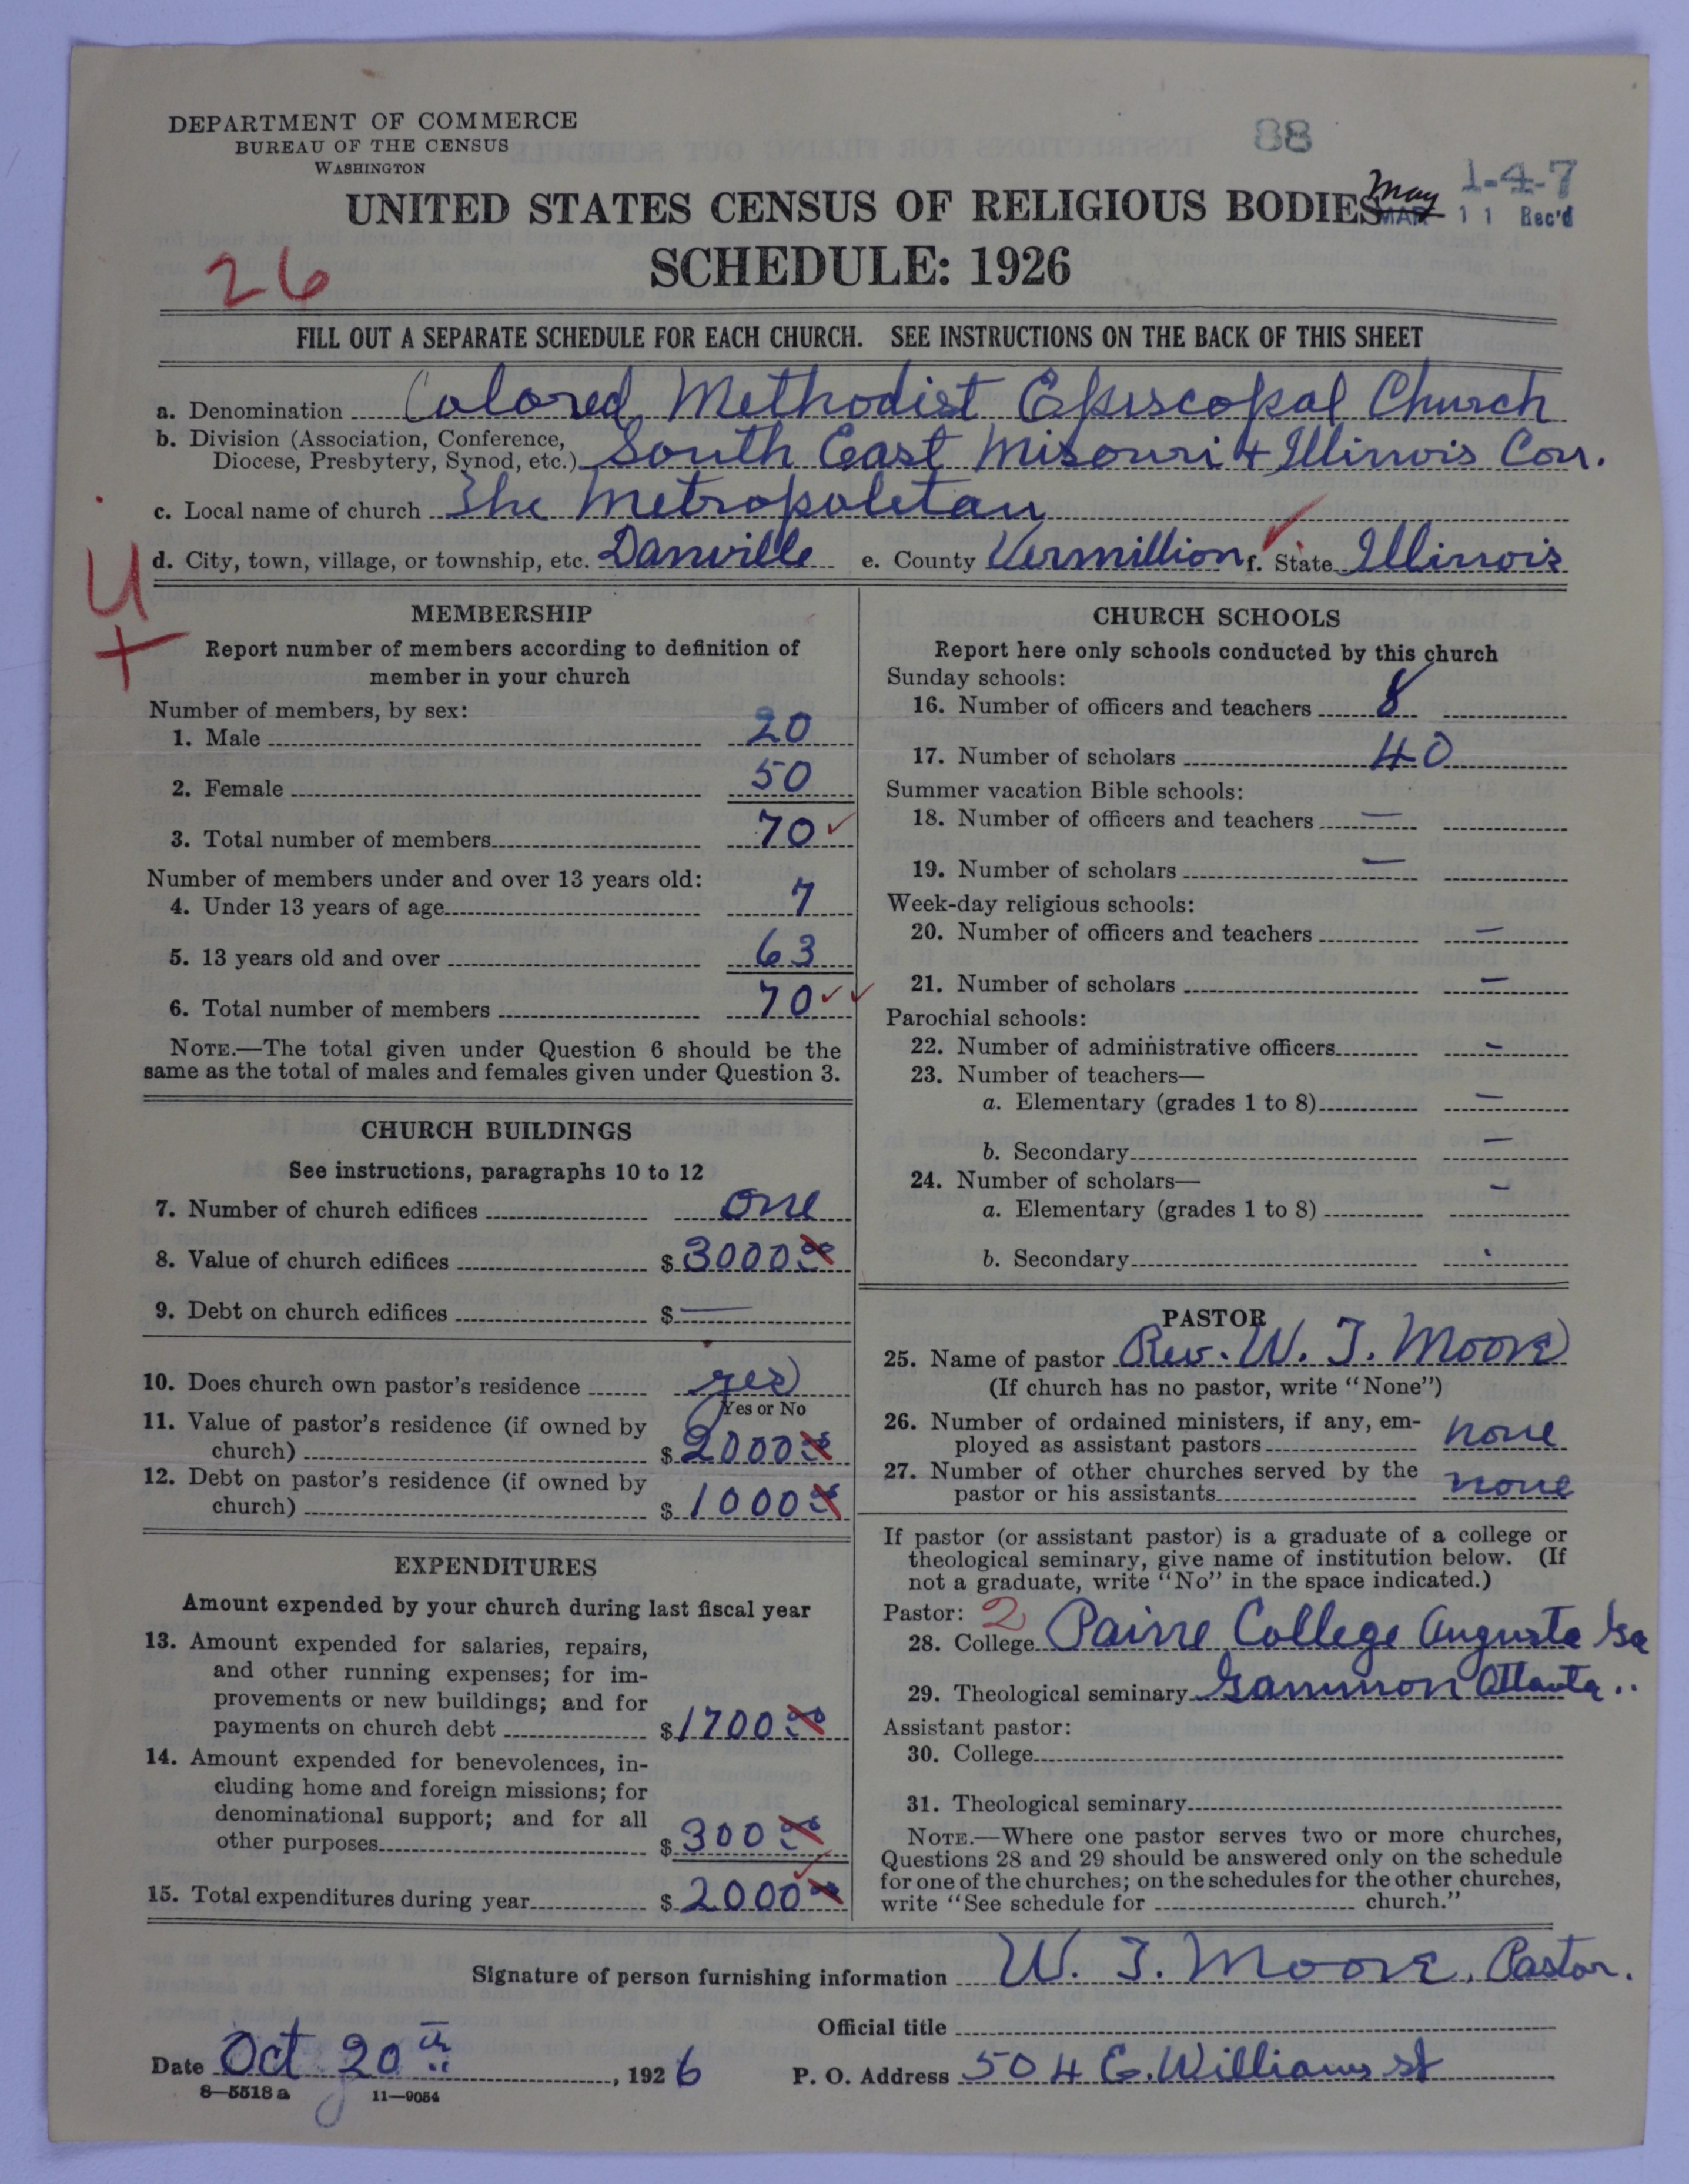 DEPARTMENT OF COMMERCE
BUREAU OF THE CENSUS
WASHINGTON
88
1-4-7
UNITED STATES CENSUS OF RELIGIOUS BODIES
May
MAR 11 Rec'd
26
SCHEDULE: 1926
FILL OUT A SEPARATE SCHEDULE FOR EACH CHURCH. SEE INSTRUCTIONS ON THE BACK OF THIS SHEET
a. Denomination Colored Methodist Episcopal Church
b. Division (Association, Conference,
Diocese, Presbytery, Synod, etc.) South East Misouri + Illinois Con.
c. Local name of church The Metropoletan
d. City, town, village, or township, etc. Danville e. County Vermillion f. State Illinois
U
+
MEMBERSHIP
Report number of members according to definition of
member in your church
Number of members, by sex:
1. Male 20
2. Female 50
3. Total number of members 70 ✓
Number of members under and over 13 years old:
4. Under 13 years of age 7
5. 13 years old and over 63
6. Total number of members 70 ✓ ✓
NOTE.—The total given under Question 6 should be the
same as the total of males and females given under Question 3.
CHURCH BUILDINGS
See instructions, paragraphs 10 to 12
7. Number of church edifices one
8. Value of church edifices $3000 00
9. Debt on church edifices $ —
10. Does church own pastor's residence yes
Yes or No
11. Value of pastor's residence (if owned by
church) $2000 00
12. Debt on pastor's residence (if owned by
church) $1000 00
EXPENDITURES
Amount expended by your church during last fiscal year
13. Amount expended for salaries, repairs,
and other running expenses; for im-
provements or new buildings; and for
payments on church debt $1700 00
14. Amount expended for benevolences, in-
cluding home and foreign missions; for
denominational support; and for all
other purposes $300 00
15. Total expenditures during year $2000 00
CHURCH SCHOOLS
Report here only schools conducted by this church
Sunday schools:
16. Number of officers and teachers 8
17. Number of scholars 40
Summer vacation Bible schools:
18. Number of officers and teachers —
19. Number of scholars —
Week-day religious schools:
20. Number of officers and teachers —
21. Number of scholars —
Parochial schools:
22. Number of administrative officers —
23. Number of teachers—
a. Elementary (grades 1 to 8) —
b. Secondary —
24. Number of scholars— —
a. Elementary (grades 1 to 8)
b. Secondary
PASTOR
25. Name of pastor Rev. W. J. Moore
(If church has no pastor, write "None")
26. Number of ordained ministers, if any, em-
ployed as assistant pastors none
27. Number of other churches served by the
pastor or his assistants none
If pastor (or assistant pastor) is a graduate of a college or
theological seminary, give name of institution below. (If
not a graduate, write "No" in the space indicated.)
Pastor: 2
28. College Paine College Augusta Ga
29. Theological seminary Gammon Atlanta ..
Assistant pastor:
30. College
31. Theological seminary
NOTE.—Where one pastor serves two or more churches,
Questions 28 and 29 should be answered only on the schedule
for one of the churches; on the schedules for the other churches,
write "See schedule for church."
Signature of person furnishing information W. J. Moore, Pastor.
Official title
Date Oct 20th, 1926 P. O. Address 504 E. Williams st
8—5518 a 11—9054